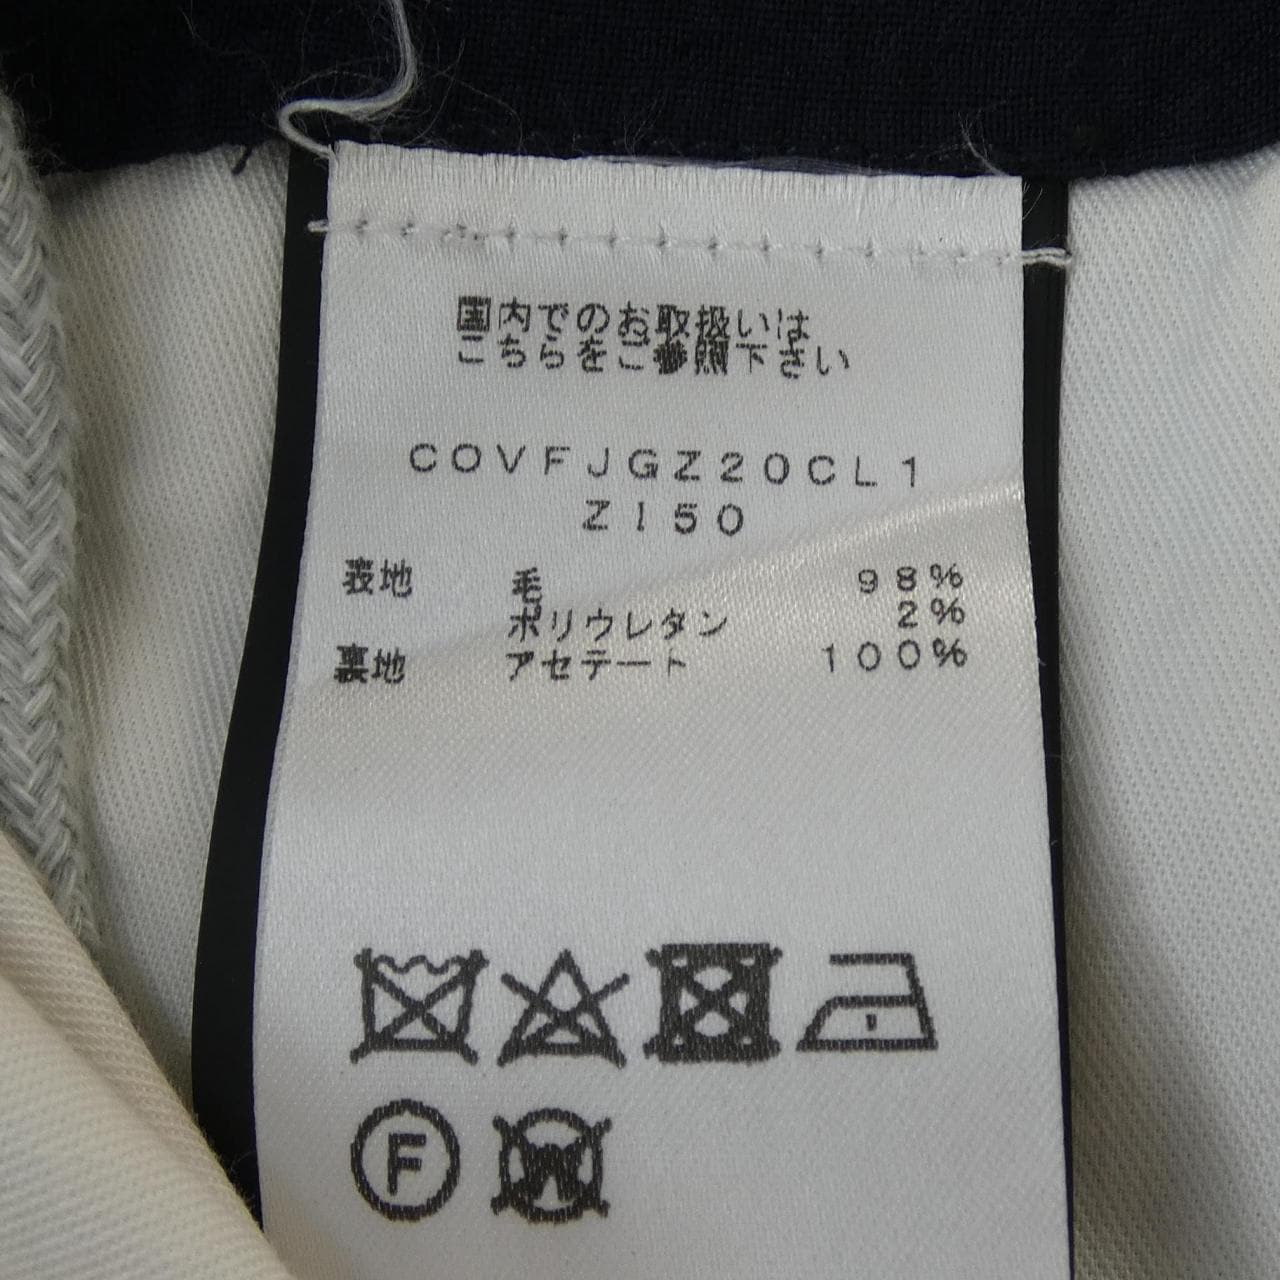 国内でのお取扱いは
こちらをご参照下さい
COVFJGZ20CL1
Z150
表地 毛 98%
ポリウレタン 2%
裏地 アセテート 100%
F
W